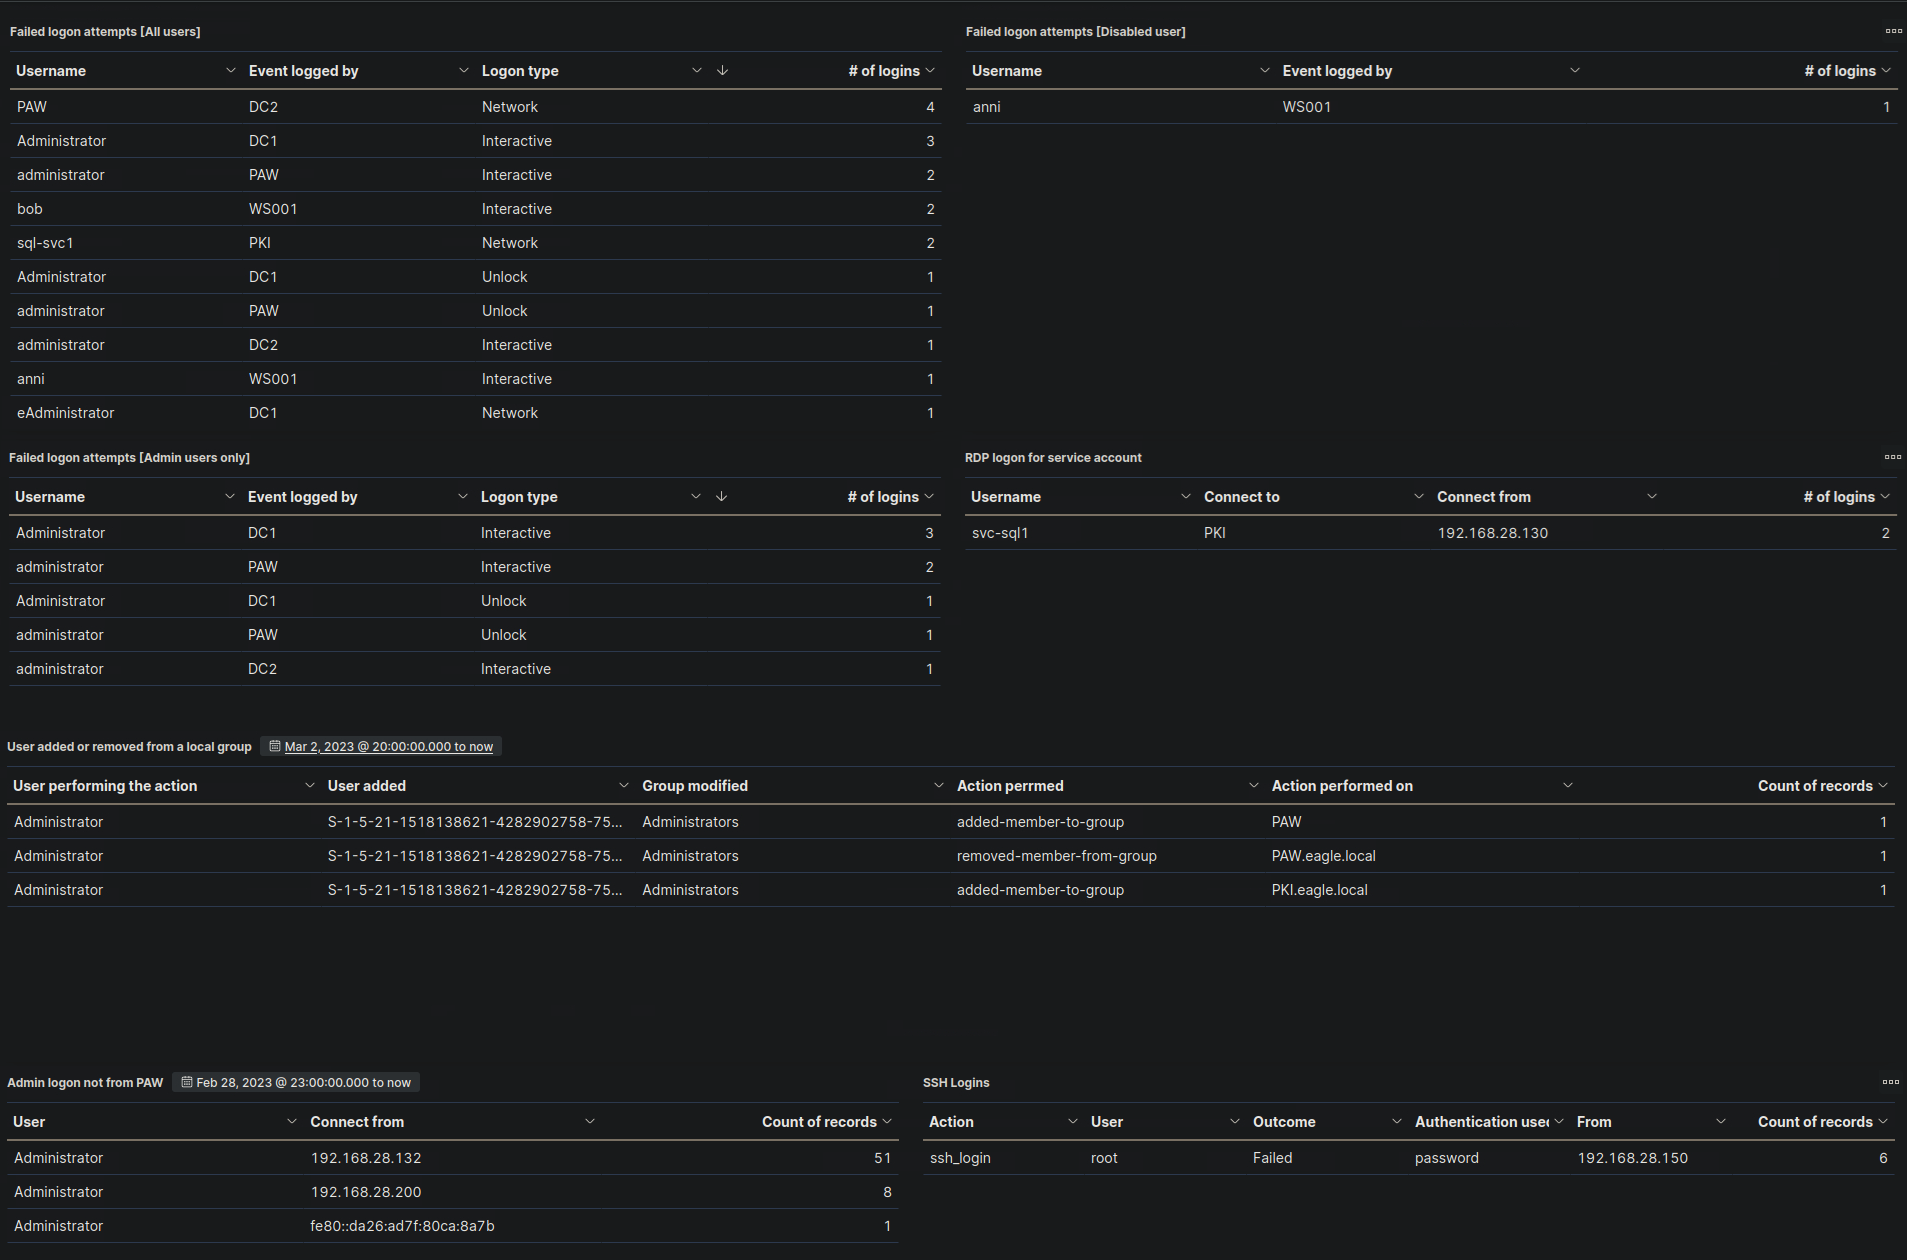 Failed logon attempts [All users]
Username Event logged by Logon type # of logins
PAW DC2 Network 4
Administrator DC1 Interactive 3
administrator PAW Interactive 2
bob WS001 Interactive 2
sql-svc1 PKI Network 2
Administrator DC1 Unlock 1
administrator PAW Unlock 1
administrator DC2 Interactive 1
anni WS001 Interactive 1
eAdministrator DC1 Network 1
Failed logon attempts [Disabled user]
Username Event logged by # of logins
anni WS001 1
Failed logon attempts [Admin users only]
Username Event logged by Logon type # of logins
Administrator DC1 Interactive 3
administrator PAW Interactive 2
Administrator DC1 Unlock 1
administrator PAW Unlock 1
administrator DC2 Interactive 1
RDP logon for service account
Username Connect to Connect from # of logins
svc-sql1 PKI 192.168.28.130 2
User added or removed from a local group Mar 2, 2023 @ 20:00:00.000 to now
User performing the action User added Group modified Action perrmed Action performed on Count of records
Administrator S-1-5-21-1518138621-4282902758-75... Administrators added-member-to-group PAW 1
Administrator S-1-5-21-1518138621-4282902758-75... Administrators removed-member-from-group PAW.eagle.local 1
Administrator S-1-5-21-1518138621-4282902758-75... Administrators added-member-to-group PKI.eagle.local 1
Admin logon not from PAW Feb 28, 2023 @ 23:00:00.000 to now
User Connect from Count of records
Administrator 192.168.28.132 51
Administrator 192.168.28.200 8
Administrator fe80::da26:ad7f:80ca:8a7b 1
SSH Logins
Action User Outcome Authentication used From Count of records
ssh_login root Failed password 192.168.28.150 6